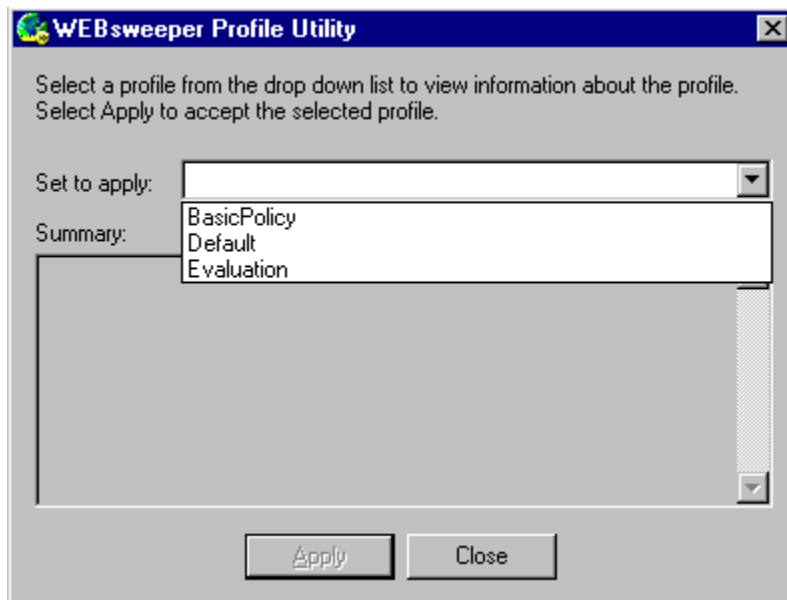 WEBsweeper Profile Utility
Select a profile from the drop down list to view information about the profile.
Select Apply to accept the selected profile.
Set to apply:
BasicPolicy
Summary:
Default
Evaluation
Apply
Close